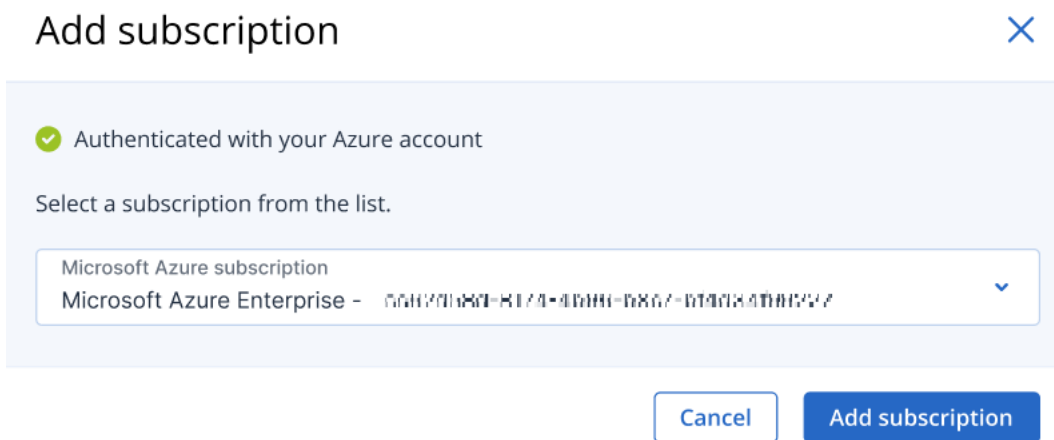 Add subscription
Authenticated with your Azure account
Select a subscription from the list.
Microsoft Azure subscription
Microsoft Azure Enterprise -
Cancel
Add subscription